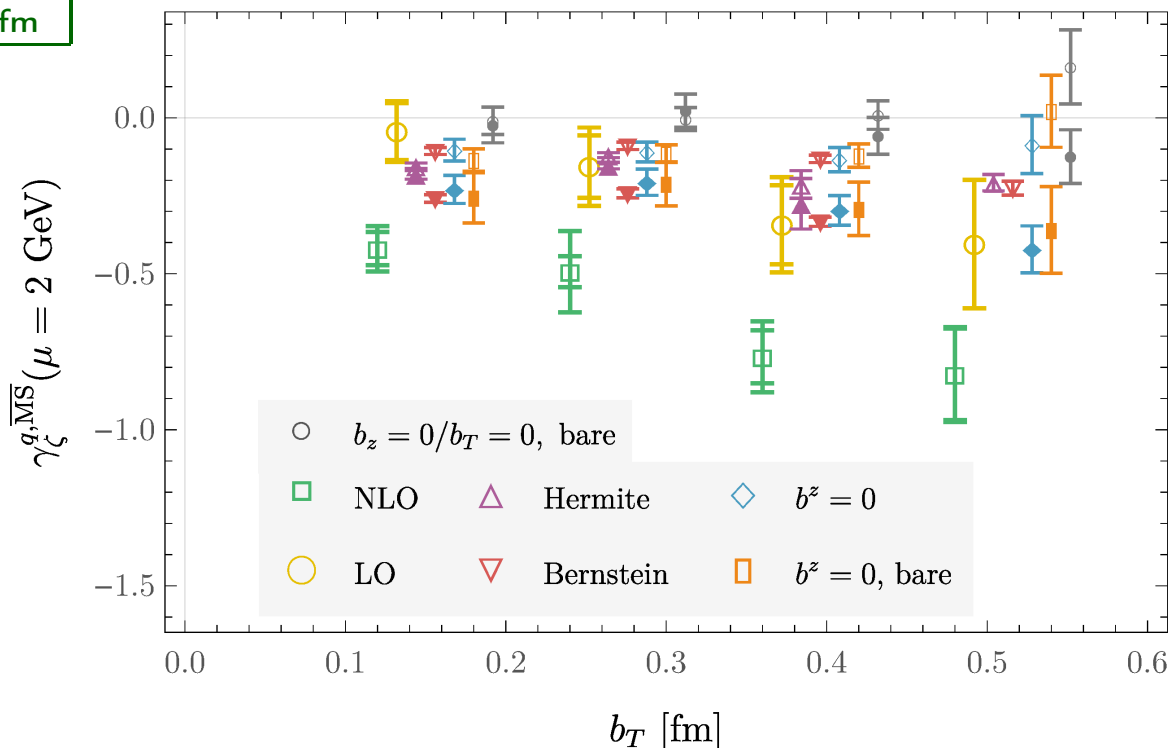 fm
γ_ζ^{q,\overline{MS}}(μ = 2 GeV)
0.0
−0.5
−1.0
−1.5
b_z = 0/b_T = 0, bare
NLO Hermite b^z = 0
LO Bernstein b^z = 0, bare
0.0 0.1 0.2 0.3 0.4 0.5 0.6
b_T [fm]